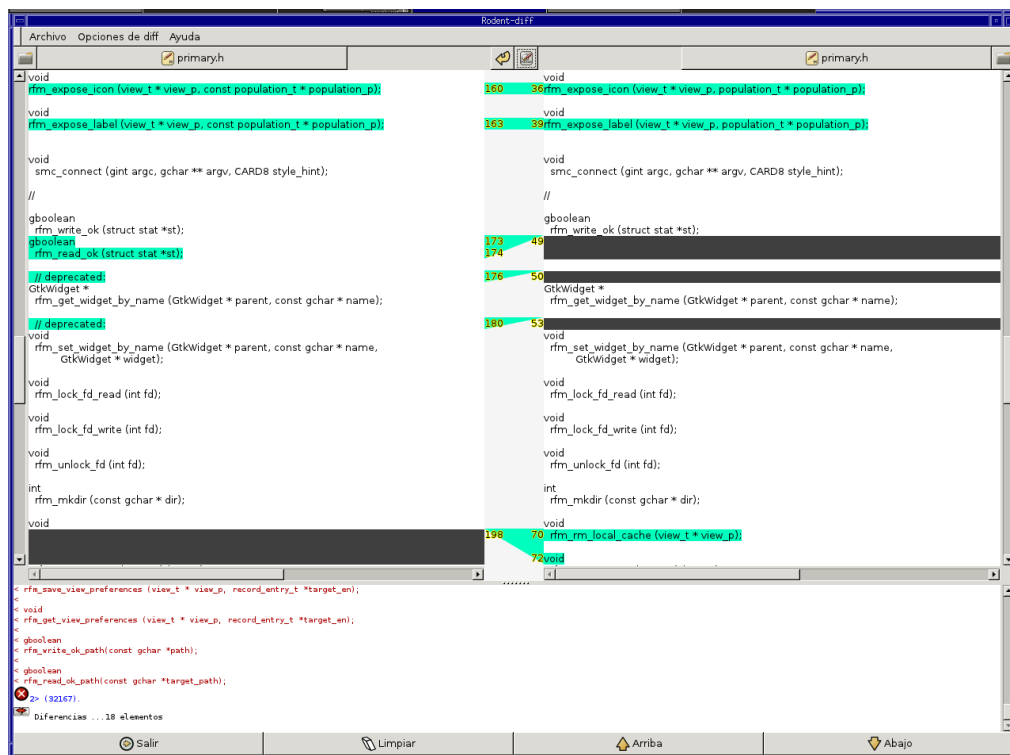 Rodent-diff
Archivo Opciones de diff Ayuda
primary.h
primary.h
void
rfm_expose_icon (view_t * view_p, const population_t * population_p);
void
rfm_expose_label (view_t * view_p, const population_t * population_p);
void
smc_connect (gint argc, gchar ** argv, CARD8 style_hint);
//
gboolean
rfm_write_ok (struct stat *st);
gboolean
rfm_read_ok (struct stat *st);
// deprecated:
GtkWidget *
rfm_get_widget_by_name (GtkWidget * parent, const gchar * name);
// deprecated:
void
rfm_set_widget_by_name (GtkWidget * parent, const gchar * name,
GtkWidget * widget);
void
rfm_lock_fd_read (int fd);
void
rfm_lock_fd_write (int fd);
void
rfm_unlock_fd (int fd);
int
rfm_mkdir (const gchar * dir);
void
160 36
163 39
173 49
174
176 50
180 53
198 70
72
void
rfm_expose_icon (view_t * view_p, population_t * population_p);
void
rfm_expose_label (view_t * view_p, population_t * population_p);
void
smc_connect (gint argc, gchar ** argv, CARD8 style_hint);
//
gboolean
rfm_write_ok (struct stat *st);
GtkWidget *
rfm_get_widget_by_name (GtkWidget * parent, const gchar * name);
void
rfm_set_widget_by_name (GtkWidget * parent, const gchar * name,
GtkWidget * widget);
void
rfm_lock_fd_read (int fd);
void
rfm_lock_fd_write (int fd);
void
rfm_unlock_fd (int fd);
int
rfm_mkdir (const gchar * dir);
void
rfm_rm_local_cache (view_t * view_p);
void
< rfm_save_view_preferences (view_t * view_p, record_entry_t *target_en);
<
< void
< rfm_get_view_preferences (view_t * view_p, record_entry_t *target_en);
<
< gboolean
< rfm_write_ok_path(const gchar *path);
<
< gboolean
< rfm_read_ok_path(const gchar *target_path);
2> (32167).
Diferencias ...18 elementos
Salir Limpiar Arriba Abajo